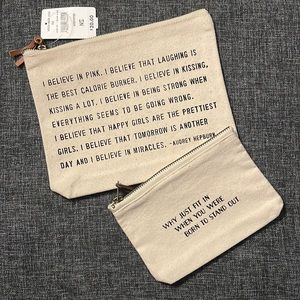 I BELIEVE IN PINK. I BELIEVE THAT LAUGHING IS
THE BEST CALORIE BURNER. I BELIEVE IN KISSING,
KISSING A LOT. I BELIEVE IN BEING STRONG WHEN
EVERYTHING SEEMS TO BE GOING WRONG.
I BELIEVE THAT HAPPY GIRLS ARE THE PRETTIEST
GIRLS. I BELIEVE THAT TOMORROW IS ANOTHER
DAY AND I BELIEVE IN MIRACLES. -AUDREY HEPBURN
WHY JUST FIT IN
WHEN YOU WERE
BORN TO STAND OUT